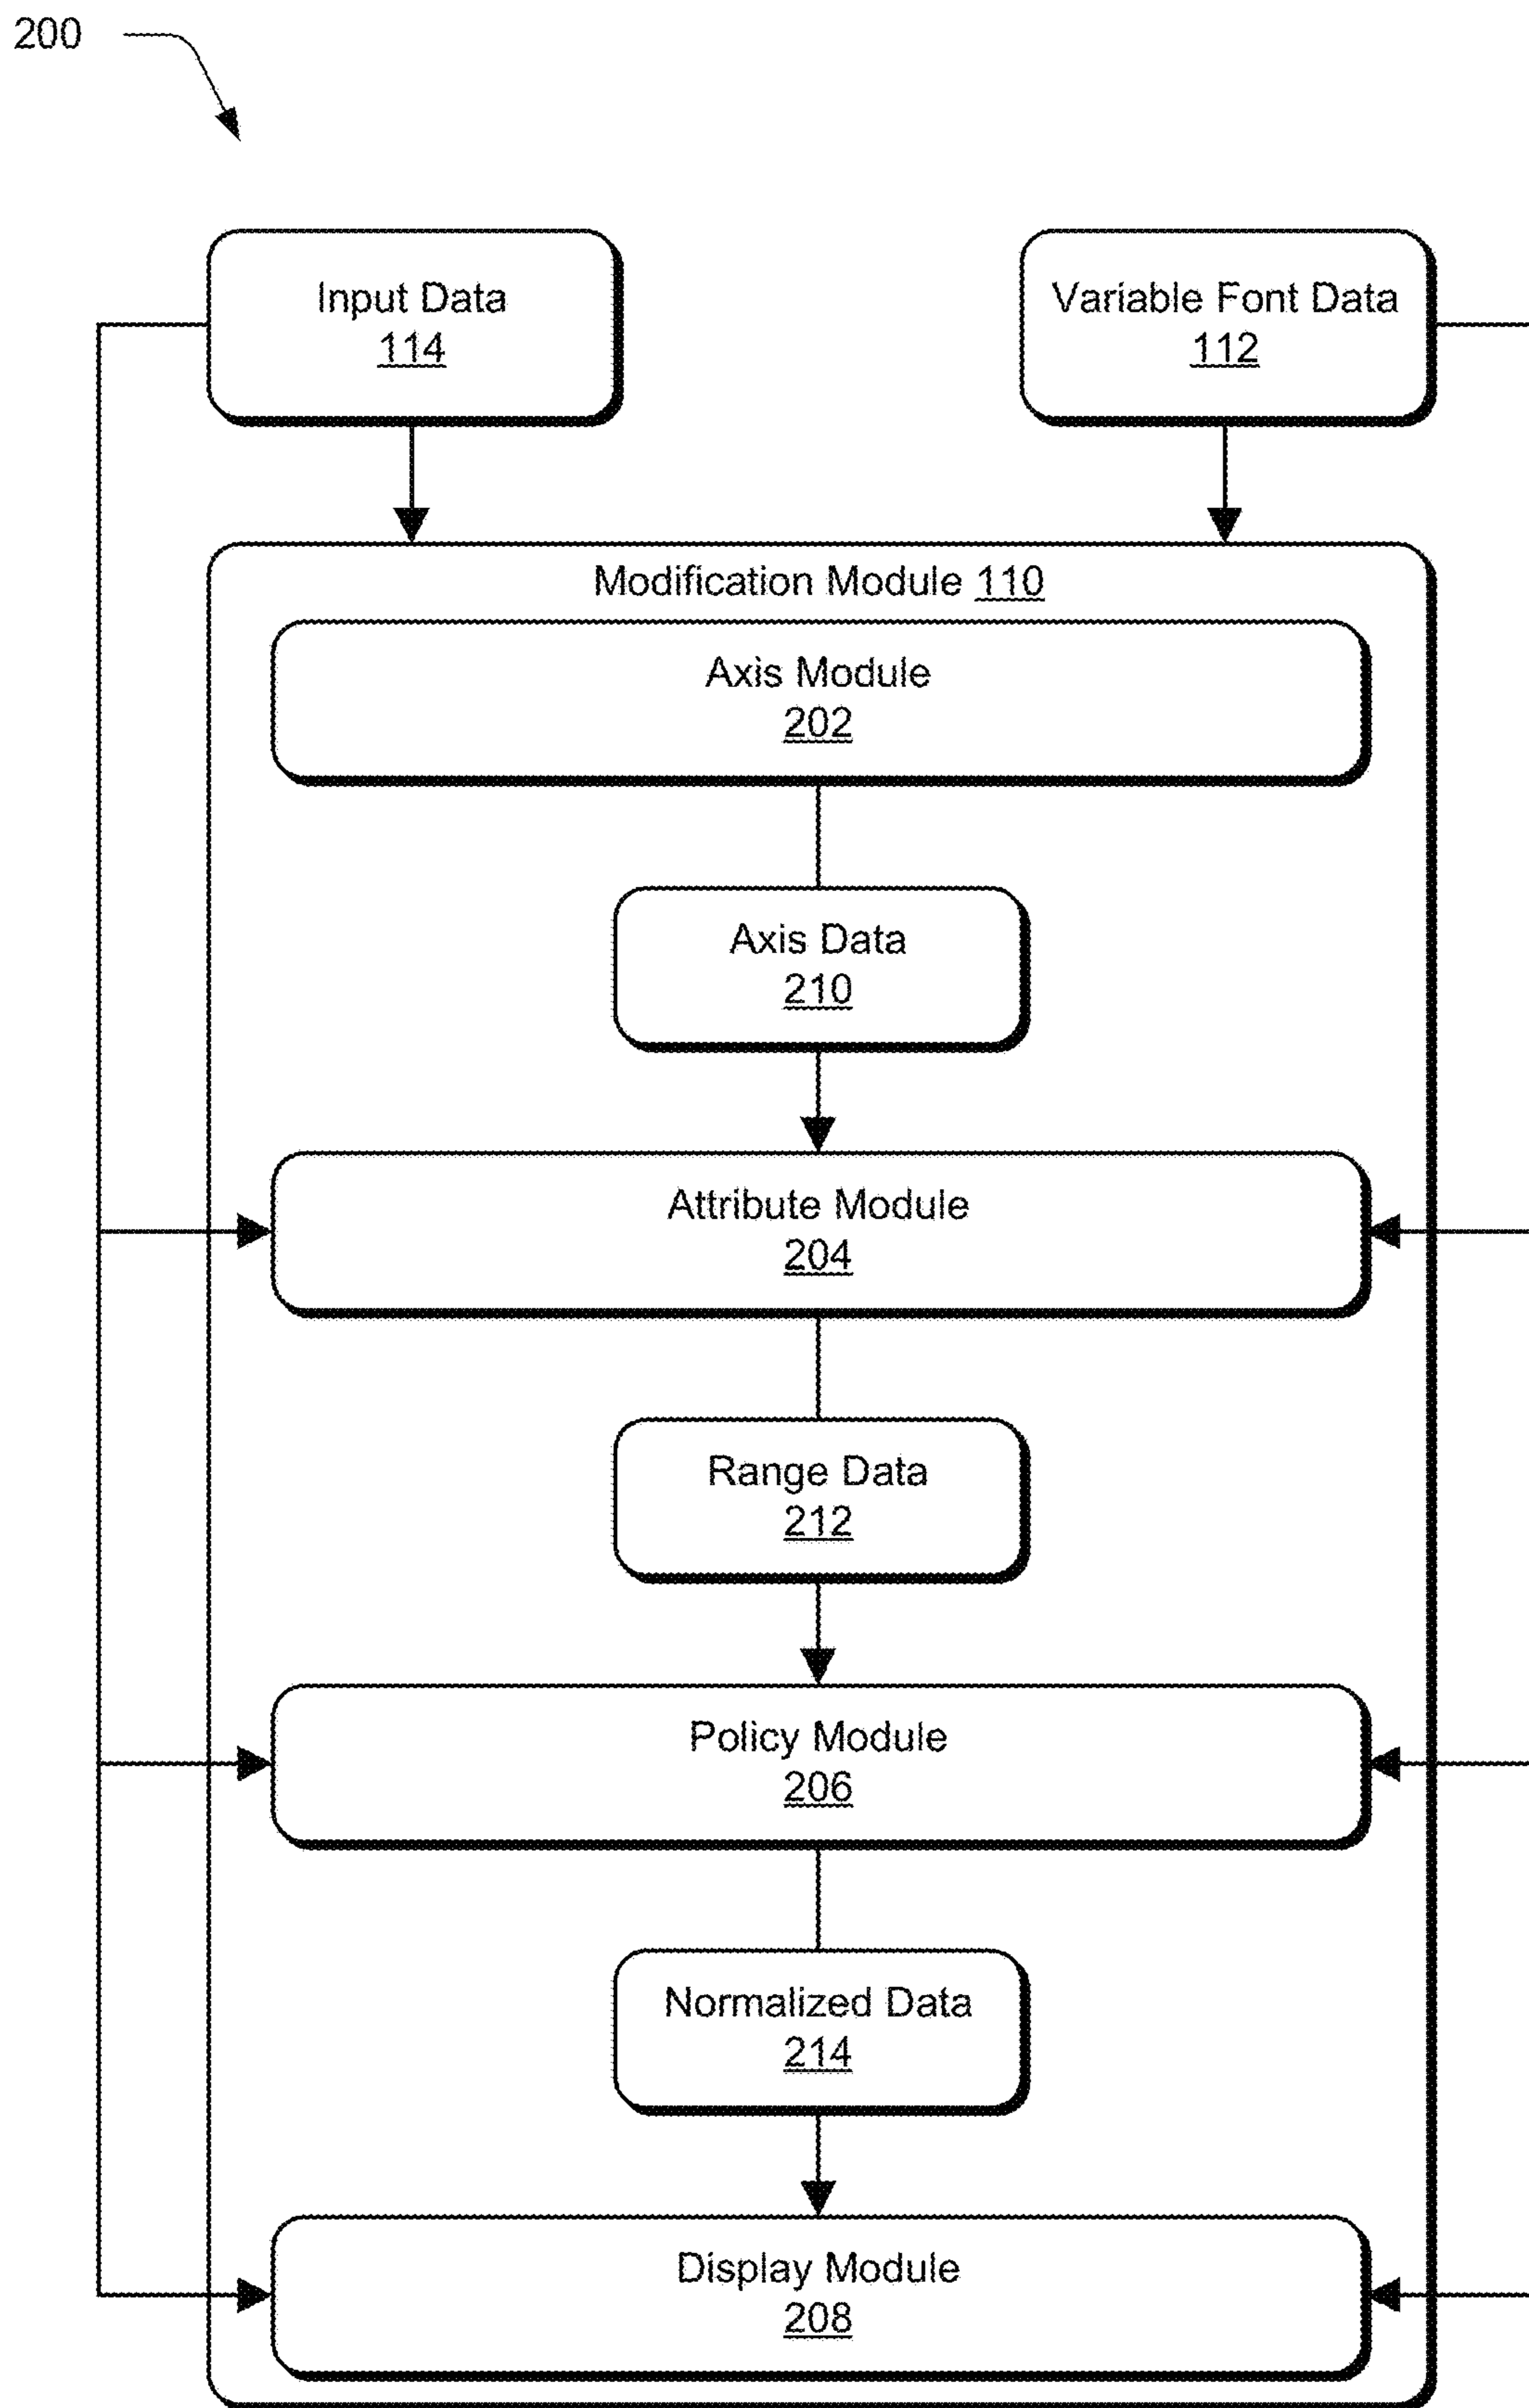 200
Input Data
114
Variable Font Data
112
Modification Module 110
Axis Module
202
Axis Data
210
Attribute Module
204
Range Data
212
Policy Module
206
Normalized Data
214
Display Module
208